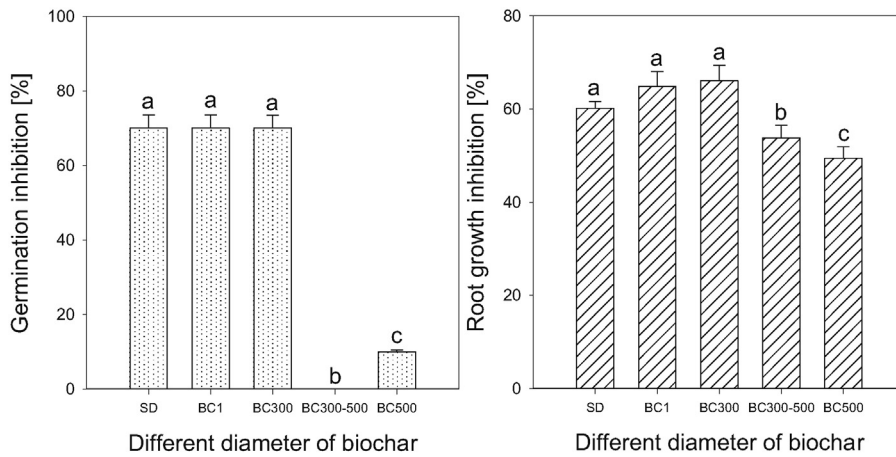 Germination inhibition [%]
100
80
60
40
20
0
a
a
a
b
c
SD
BC1
BC300
BC300-500
BC500
Different diameter of biochar
Root growth inhibition [%]
80
60
40
20
0
a
a
a
b
c
SD
BC1
BC300
BC300-500
BC500
Different diameter of biochar